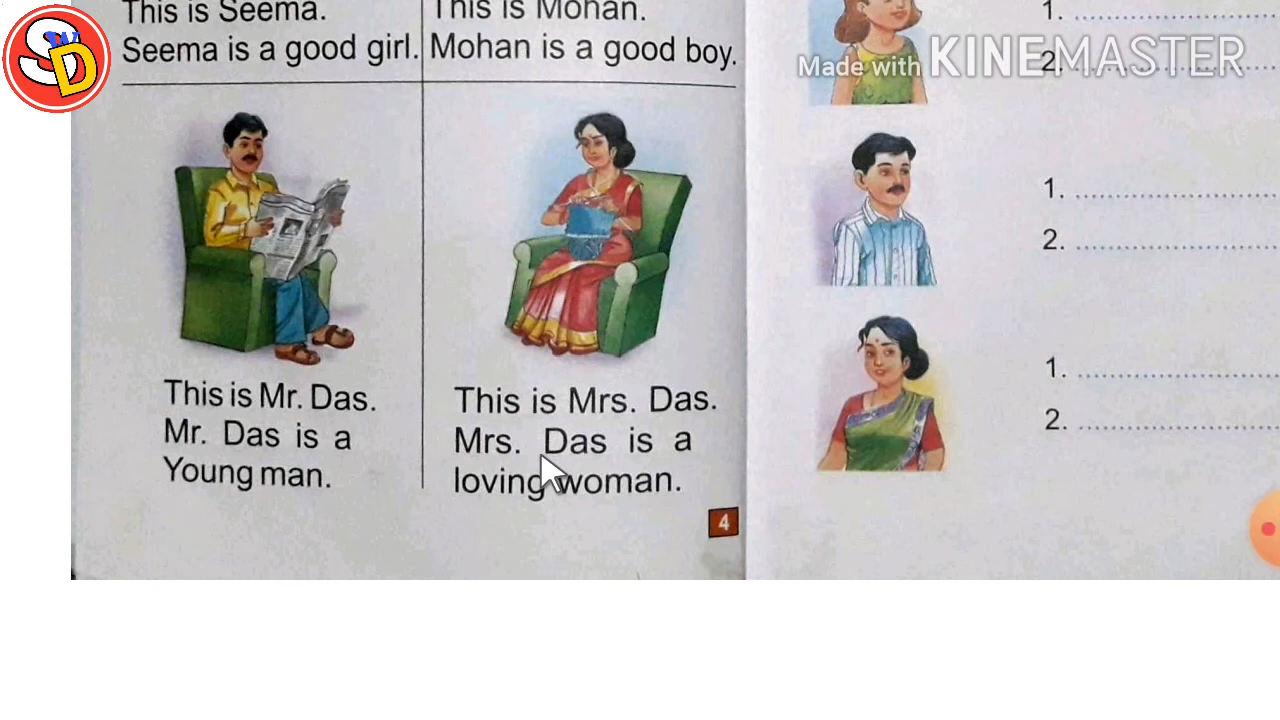 This is Seema.
Seema is a good girl.
This is Mohan.
Mohan is a good boy.
This is Mr. Das.
Mr. Das is a
Young man.
This is Mrs. Das.
Mrs. Das is a
loving woman.
4
1. ........................
2. ........................
1. ........................
2. ........................
1. ........................
2. ........................
Made with KINEMASTER
SWD